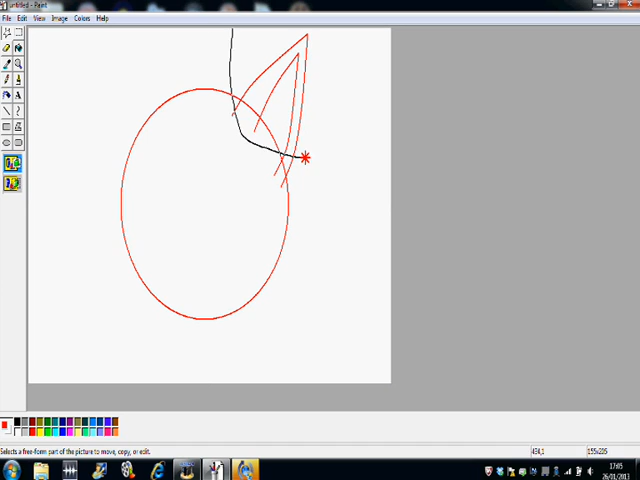 untitled - Paint
File Edit View Image Colors Help
A
Selects a free-form part of the picture to move, copy, or edit.
434,1
155x205
17:05
26/01/2013